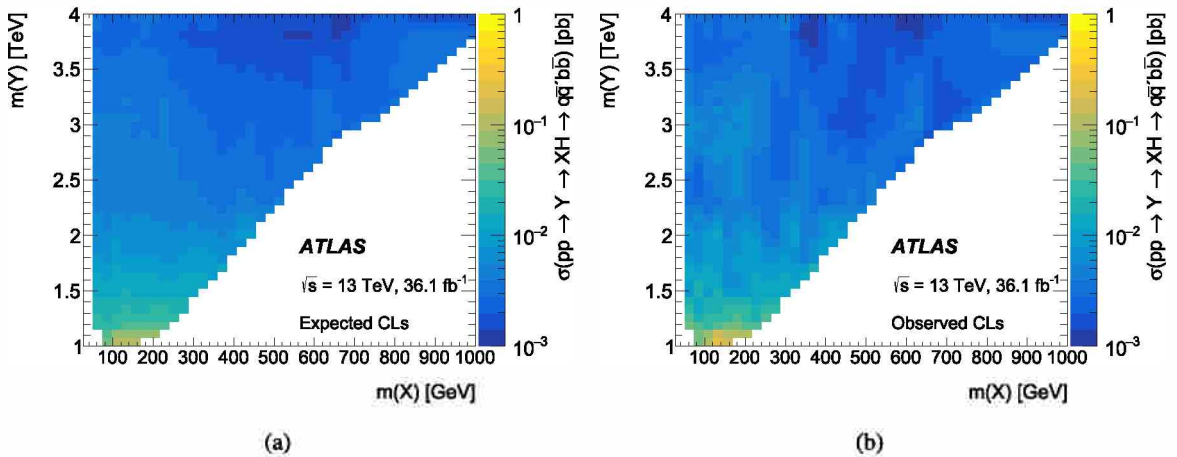 m(Y) [TeV]
4
3.5
3
2.5
2
1.5
1
ATLAS
√s = 13 TeV, 36.1 fb⁻¹
Expected CLs
100 200 300 400 500 600 700 800 900 1000
m(X) [GeV]
1
10⁻¹
10⁻²
10⁻³
σ(pp → Y → XH → qq̅′bb̅) [pb]
(a)
m(Y) [TeV]
4
3.5
3
2.5
2
1.5
1
ATLAS
√s = 13 TeV, 36.1 fb⁻¹
Observed CLs
100 200 300 400 500 600 700 800 900 1000
m(X) [GeV]
1
10⁻¹
10⁻²
10⁻³
σ(pp → Y → XH → qq̅′bb̅) [pb]
(b)